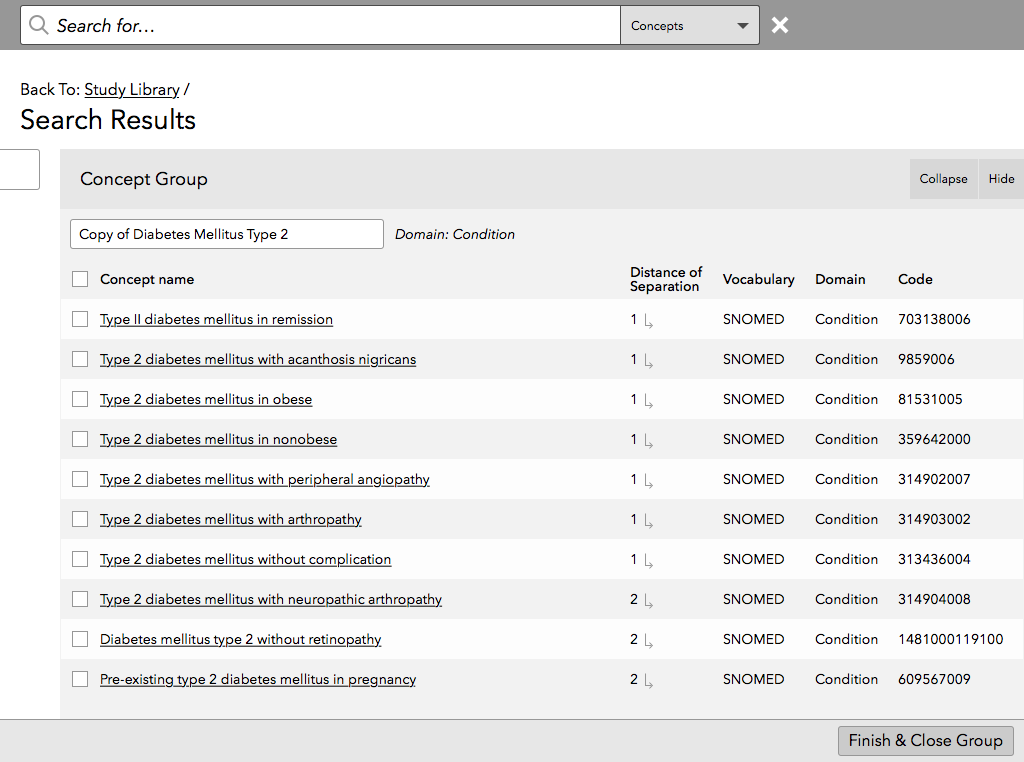 Search for...
Concepts
Back To: Study Library /
Search Results
Concept Group
Collapse
Hide
Copy of Diabetes Mellitus Type 2
Domain: Condition
Concept name Distance of Separation Vocabulary Domain Code
Type II diabetes mellitus in remission 1 SNOMED Condition 703138006
Type 2 diabetes mellitus with acanthosis nigricans 1 SNOMED Condition 9859006
Type 2 diabetes mellitus in obese 1 SNOMED Condition 81531005
Type 2 diabetes mellitus in nonobese 1 SNOMED Condition 359642000
Type 2 diabetes mellitus with peripheral angiopathy 1 SNOMED Condition 314902007
Type 2 diabetes mellitus with arthropathy 1 SNOMED Condition 314903002
Type 2 diabetes mellitus without complication 1 SNOMED Condition 313436004
Type 2 diabetes mellitus with neuropathic arthropathy 2 SNOMED Condition 314904008
Diabetes mellitus type 2 without retinopathy 2 SNOMED Condition 1481000119100
Pre-existing type 2 diabetes mellitus in pregnancy 2 SNOMED Condition 609567009
Finish & Close Group